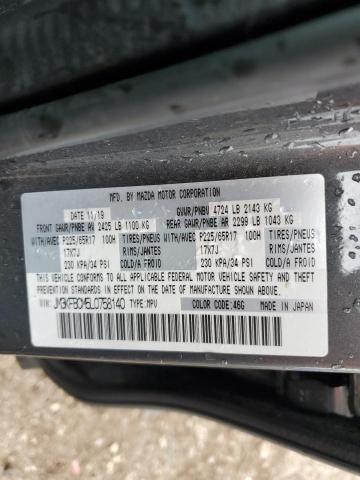 MFD. BY MAZDA MOTOR CORPORATION
DATE 11/19 GVWR/PNBV 4724 LB 2143 KG
FRONT GAWR/PNBE AV 2425 LB 1100 KG REAR GAWR/PNBE AR 2299 LB 1043 KG
WITH/AVEC P225/65R17 100H TIRES/PNEUS WITH/AVEC P225/65R17 100H TIRES/PNEUS
17X7J RIMS/JANTES 17X7J RIMS/JANTES
230 KPA/34 PSI COLD/A FROID 230 KPA/34 PSI COLD/A FROID
THIS VEHICLE CONFORMS TO ALL APPLICABLE FEDERAL MOTOR VEHICLE SAFETY, BUMPER,
AND THEFT PREVENTION STANDARDS IN EFFECT ON THE DATE OF MANUFACTURE SHOWN ABOVE.
VIN: JM3KFBCM5L0758140 TYPE:MPV COLOR CODE: 46G MADE IN JAPAN